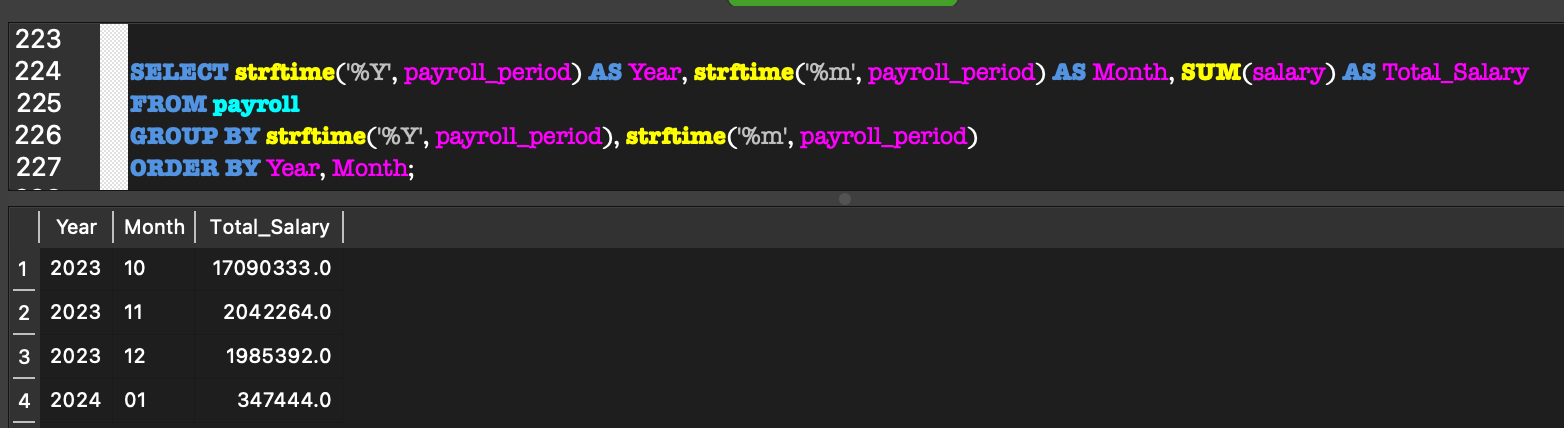 223
224 SELECT strftime('%Y', payroll_period) AS Year, strftime('%m', payroll_period) AS Month, SUM(salary) AS Total_Salary
225 FROM payroll
226 GROUP BY strftime('%Y', payroll_period), strftime('%m', payroll_period)
227 ORDER BY Year, Month;
Year Month Total_Salary
1 2023 10 17090333.0
2 2023 11 2042264.0
3 2023 12 1985392.0
4 2024 01 347444.0